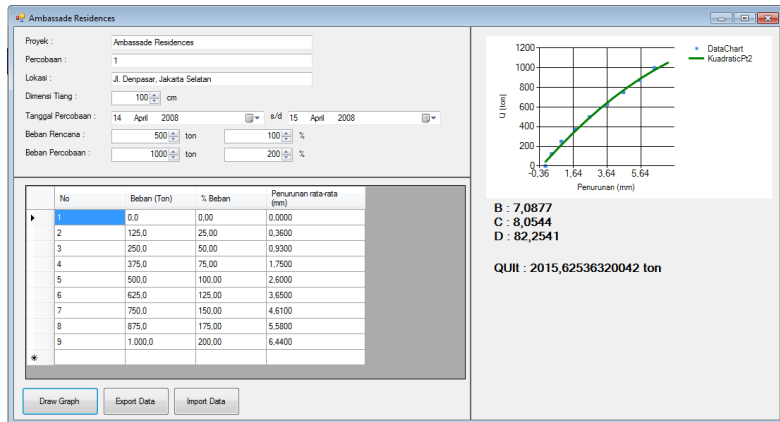 Ambassade Residences
Proyek : Ambassade Residences
Percobaan : 1
Lokasi : Jl. Denpasar, Jakarta Selatan
Dimensi Tiang : 100 cm
Tanggal Percobaan : 14 April 2008 s/d 15 April 2008
Beban Rencana : 500 ton 100 %
Beban Percobaan : 1000 ton 200 %
No Beban (Ton) % Beban Penurunan rata-rata (mm)
1 0,0 0,00 0,0000
2 125,0 25,00 0,3600
3 250,0 50,00 0,9300
4 375,0 75,00 1,7500
5 500,0 100,00 2,6000
6 625,0 125,00 3,6500
7 750,0 150,00 4,6100
8 875,0 175,00 5,5800
9 1.000,0 200,00 6,4400
Draw Graph Export Data Import Data
1200
1000
800
600
400
200
0
Q (ton)
-0.36 1,64 3,64 5,64
Penurunan (mm)
DataChart
KuadraticPt2
B : 7,0877
C : 8,0544
D : 82,2541
QUlt : 2015,62536320042 ton